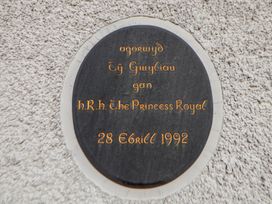 agorwyd
Tŷ Gwyliau
gan
h.R.h The Princess Royal
28 Ebrill 1992